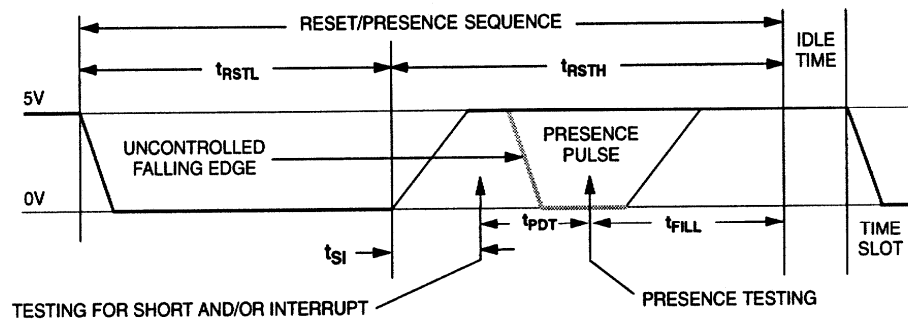 RESET/PRESENCE SEQUENCE
IDLE
TIME
tRSTL
tRSTH
5V
UNCONTROLLED
FALLING EDGE
PRESENCE
PULSE
0V
tPDT
tFILL
TIME
SLOT
tSI
TESTING FOR SHORT AND/OR INTERRUPT
PRESENCE TESTING